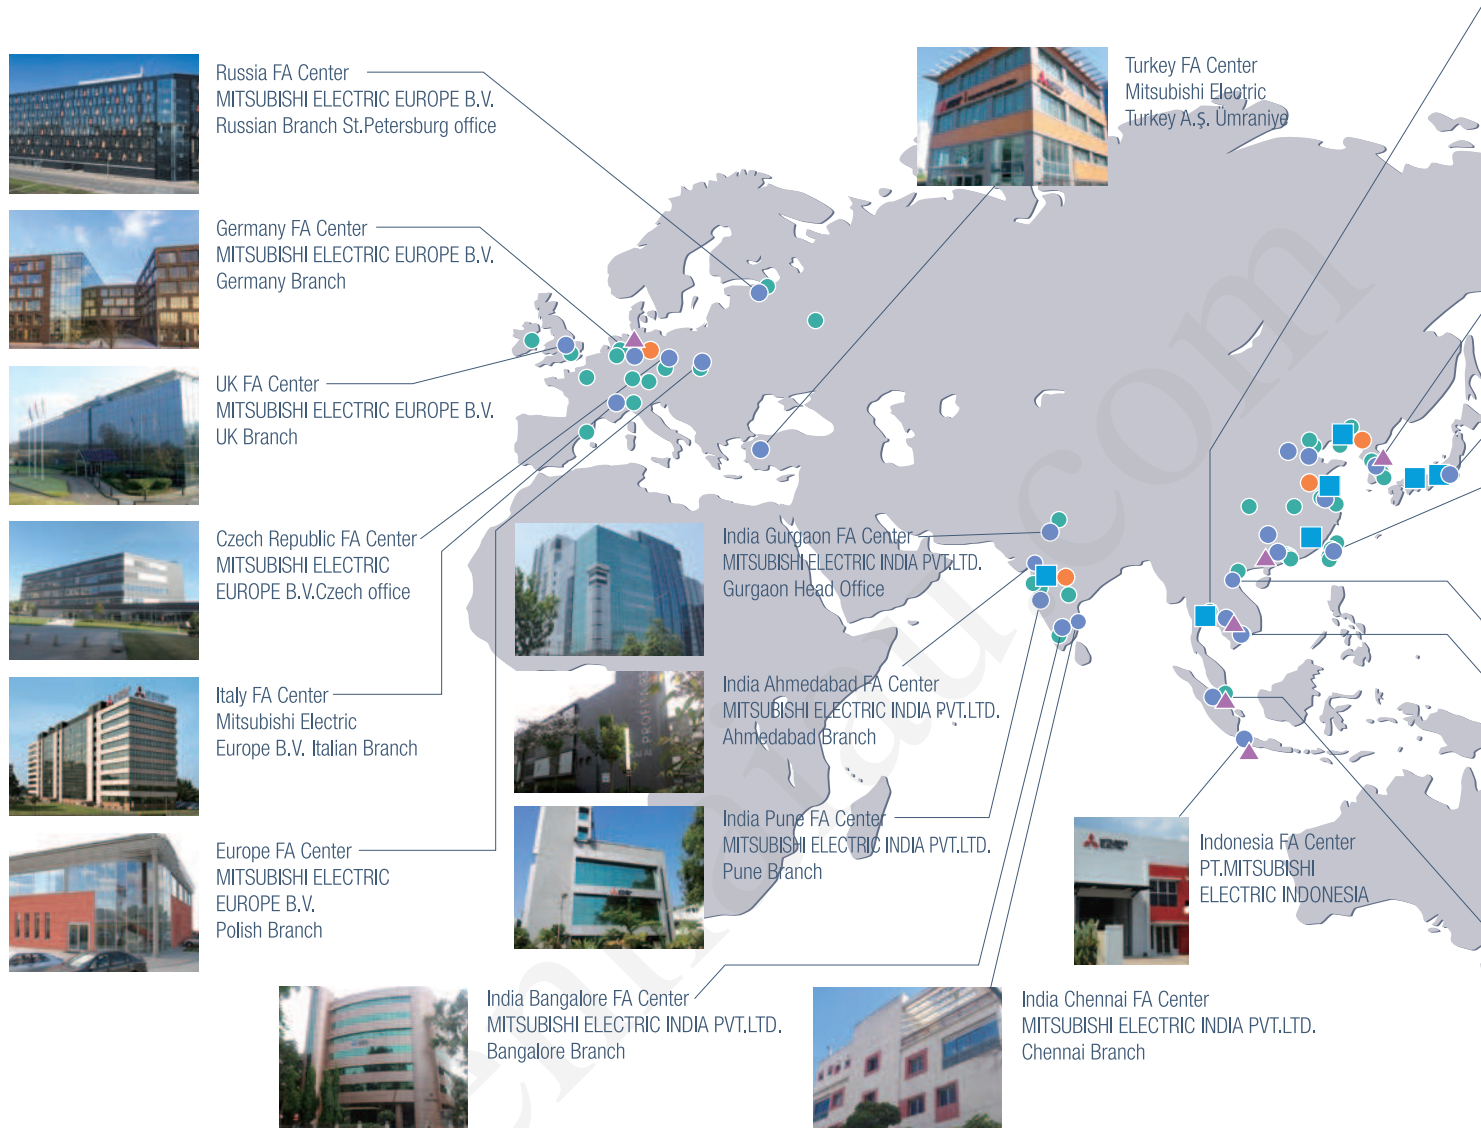 Russia FA Center
MITSUBISHI ELECTRIC EUROPE B.V.
Russian Branch St.Petersburg office
Germany FA Center
MITSUBISHI ELECTRIC EUROPE B.V.
Germany Branch
UK FA Center
MITSUBISHI ELECTRIC EUROPE B.V.
UK Branch
Czech Republic FA Center
MITSUBISHI ELECTRIC
EUROPE B.V.Czech office
Italy FA Center
Mitsubishi Electric
Europe B.V. Italian Branch
Europe FA Center
MITSUBISHI ELECTRIC
EUROPE B.V.
Polish Branch
Turkey FA Center
Mitsubishi Electric
Turkey A.Ş. Ümraniye
India Gurgaon FA Center
MITSUBISHI ELECTRIC INDIA PVT.LTD.
Gurgaon Head Office
India Ahmedabad FA Center
MITSUBISHI ELECTRIC INDIA PVT.LTD.
Ahmedabad Branch
India Pune FA Center
MITSUBISHI ELECTRIC INDIA PVT.LTD.
Pune Branch
Indonesia FA Center
PT.MITSUBISHI
ELECTRIC INDONESIA
India Bangalore FA Center
MITSUBISHI ELECTRIC INDIA PVT.LTD.
Bangalore Branch
India Chennai FA Center
MITSUBISHI ELECTRIC INDIA PVT.LTD.
Chennai Branch